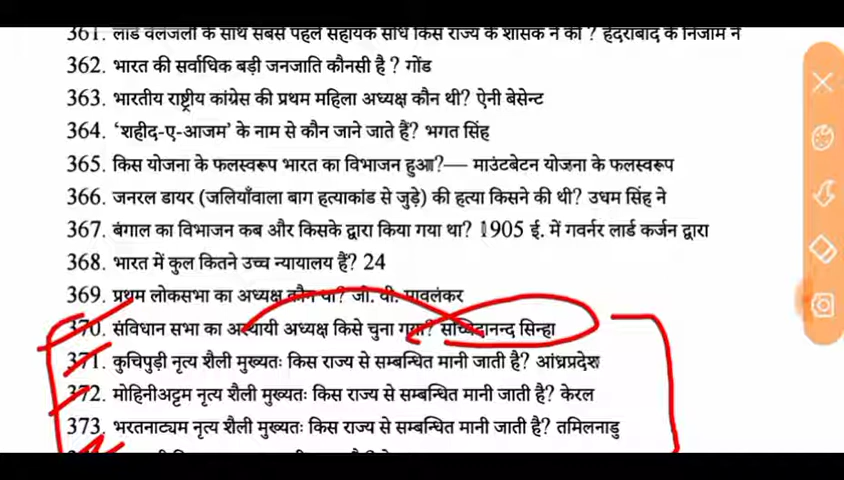 361. लार्ड वेलेजली के साथ सबसे पहले सहायक संधि किस राज्य के शासक ने की ? हैदराबाद के निजाम ने
362. भारत की सर्वाधिक बड़ी जनजाति कौनसी है ? गोंड
363. भारतीय राष्ट्रीय कांग्रेस की प्रथम महिला अध्यक्ष कौन थी? ऐनी बेसेन्ट
364. ‘शहीद-ए-आजम’ के नाम से कौन जाने जाते हैं? भगत सिंह
365. किस योजना के फलस्वरूप भारत का विभाजन हुआ?— माउंटबेटन योजना के फलस्वरूप
366. जनरल डायर (जलियाँवाला बाग हत्याकांड से जुड़े) की हत्या किसने की थी? उधम सिंह ने
367. बंगाल का विभाजन कब और किसके द्वारा किया गया था? 1905 ई. में गवर्नर लार्ड कर्जन द्वारा
368. भारत में कुल कितने उच्च न्यायालय हैं? 24
369. प्रथम लोकसभा का अध्यक्ष कौन था? जी. वी. मावलंकर
370. संविधान सभा का अस्थायी अध्यक्ष किसे चुना गया? सच्चिदानन्द सिन्हा
371. कुचिपुड़ी नृत्य शैली मुख्यतः किस राज्य से सम्बन्धित मानी जाती है? आंध्रप्रदेश
372. मोहिनीअट्टम नृत्य शैली मुख्यतः किस राज्य से सम्बन्धित मानी जाती है? केरल
373. भरतनाट्यम नृत्य शैली मुख्यतः किस राज्य से सम्बन्धित मानी जाती है? तमिलनाडु